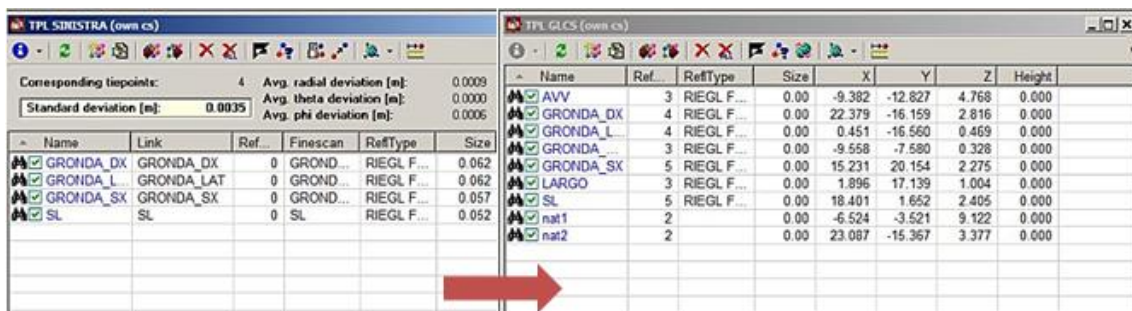 TPL SINISTRA (own cs)
Corresponding tiepoints: 4 Avg. radial deviation [m]: 0.0009
Avg. theta deviation [m]: 0.0000
Standard deviation [m]: 0.0035
Avg. phi deviation [m]: 0.0006
Name Link Ref... Finescan ReflType Size
GRONDA_DX GRONDA_DX 0 GROND... RIEGL F... 0.062
GRONDA_L... GRONDA_LAT 0 GROND... RIEGL F... 0.062
GRONDA_SX GRONDA_SX 0 GROND... RIEGL F... 0.057
SL SL 0 SL RIEGL F... 0.052
TPL GLCS (own cs)
Name Ref... ReflType Size X Y Z Height
AVV 3 RIEGL F... 0.00 -9.382 -12.827 4.768 0.000
GRONDA_DX 4 RIEGL F... 0.00 22.379 -16.159 2.816 0.000
GRONDA_L... 4 RIEGL F... 0.00 0.451 -16.560 0.469 0.000
GRONDA_... 3 RIEGL F... 0.00 -9.558 -7.580 0.328 0.000
GRONDA_SX 5 RIEGL F... 0.00 15.231 20.154 2.275 0.000
LARGO 3 RIEGL F... 0.00 1.896 17.139 1.004 0.000
SL 5 RIEGL F... 0.00 18.401 1.652 2.405 0.000
nat1 2 0.00 -6.524 -3.521 9.122 0.000
nat2 2 0.00 23.087 -15.367 3.377 0.000